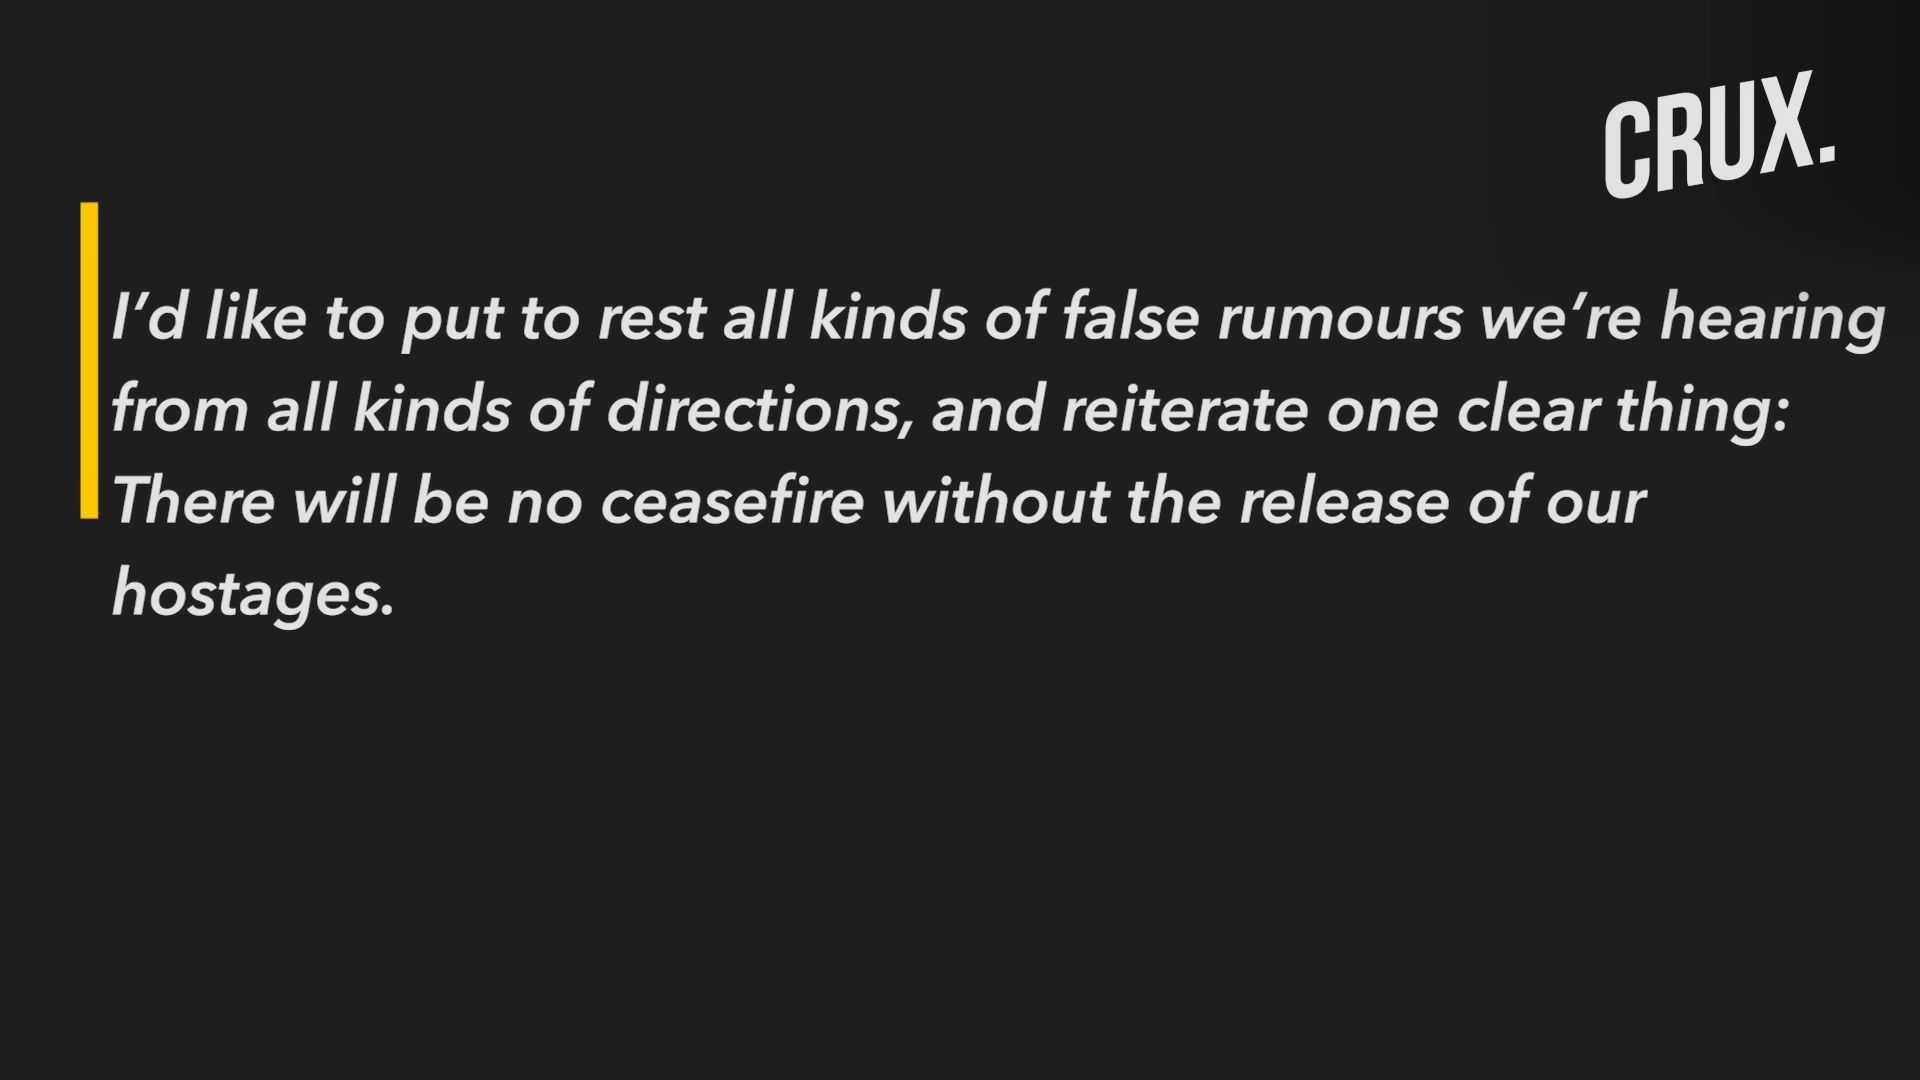 CRUX.
I’d like to put to rest all kinds of false rumours we’re hearing
from all kinds of directions, and reiterate one clear thing:
There will be no ceasefire without the release of our
hostages.